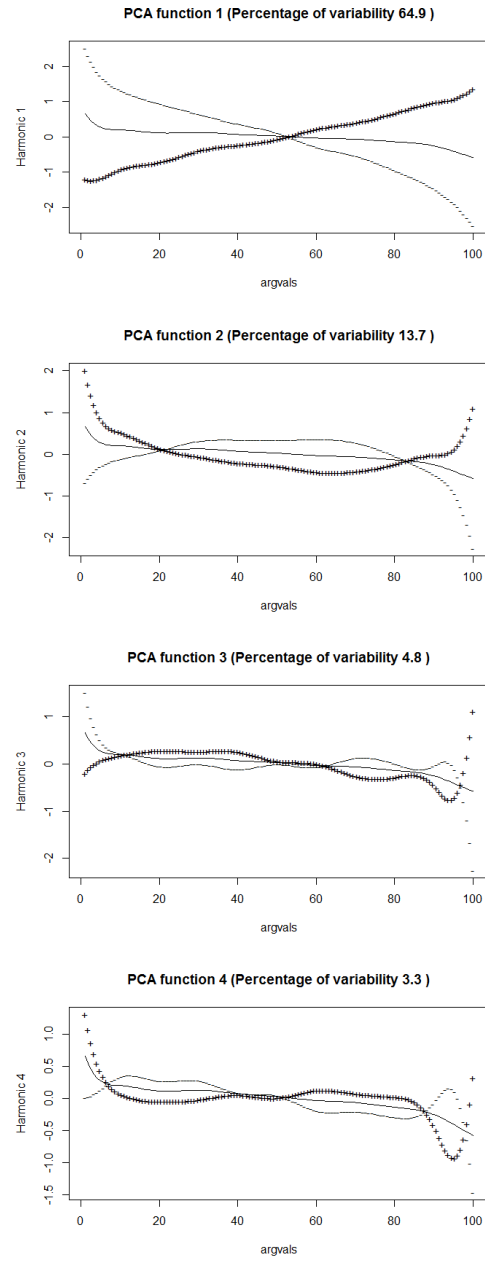 PCA function 1 (Percentage of variability 64.9 )
Harmonic 1
2
1
0
-1
-2
0 20 40 60 80 100
argvals
PCA function 2 (Percentage of variability 13.7 )
Harmonic 2
2
1
0
-1
-2
0 20 40 60 80 100
argvals
PCA function 3 (Percentage of variability 4.8 )
Harmonic 3
1
0
-1
-2
0 20 40 60 80 100
argvals
PCA function 4 (Percentage of variability 3.3 )
Harmonic 4
1.0
0.5
0.0
-0.5
-1.0
-1.5
0 20 40 60 80 100
argvals